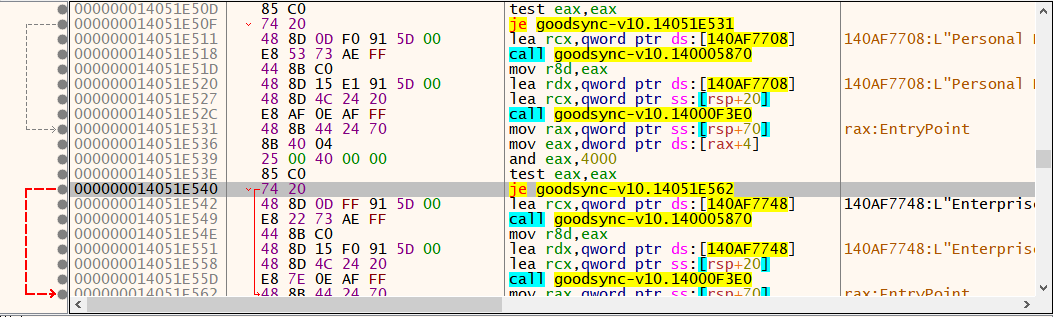 000000014051E50D 85 C0 test eax,eax
000000014051E50F 74 20 je goodsync-v10.14051E531
000000014051E511 48 8D 0D F0 91 5D 00 lea rcx,qword ptr ds:[140AF7708] 140AF7708:L"Personal
000000014051E518 E8 53 73 AE FF call goodsync-v10.140005870
000000014051E51D 44 8B C0 mov r8d,eax
000000014051E520 48 8D 15 E1 91 5D 00 lea rdx,qword ptr ds:[140AF7708] 140AF7708:L"Personal
000000014051E527 48 8D 4C 24 20 lea rcx,qword ptr ss:[rsp+20]
000000014051E52C E8 AF 0E AF FF call goodsync-v10.14000F3E0
000000014051E531 48 8B 44 24 70 mov rax,qword ptr ss:[rsp+70] rax:EntryPoint
000000014051E536 8B 40 04 mov eax,dword ptr ds:[rax+4]
000000014051E539 25 00 40 00 00 and eax,4000
000000014051E53E 85 C0 test eax,eax
000000014051E540 74 20 je goodsync-v10.14051E562
000000014051E542 48 8D 0D FF 91 5D 00 lea rcx,qword ptr ds:[140AF7748] 140AF7748:L"Enterpris
000000014051E549 E8 22 73 AE FF call goodsync-v10.140005870
000000014051E54E 44 8B C0 mov r8d,eax
000000014051E551 48 8D 15 F0 91 5D 00 lea rdx,qword ptr ds:[140AF7748] 140AF7748:L"Enterpris
000000014051E558 48 8D 4C 24 20 lea rcx,qword ptr ss:[rsp+20]
000000014051E55D E8 7E 0E AE FF call goodsync-v10.14000F3E0
000000014051E562 48 8B 44 24 70 mov rax,qword ptr ss:[rsp+70] rax:EntryPoint